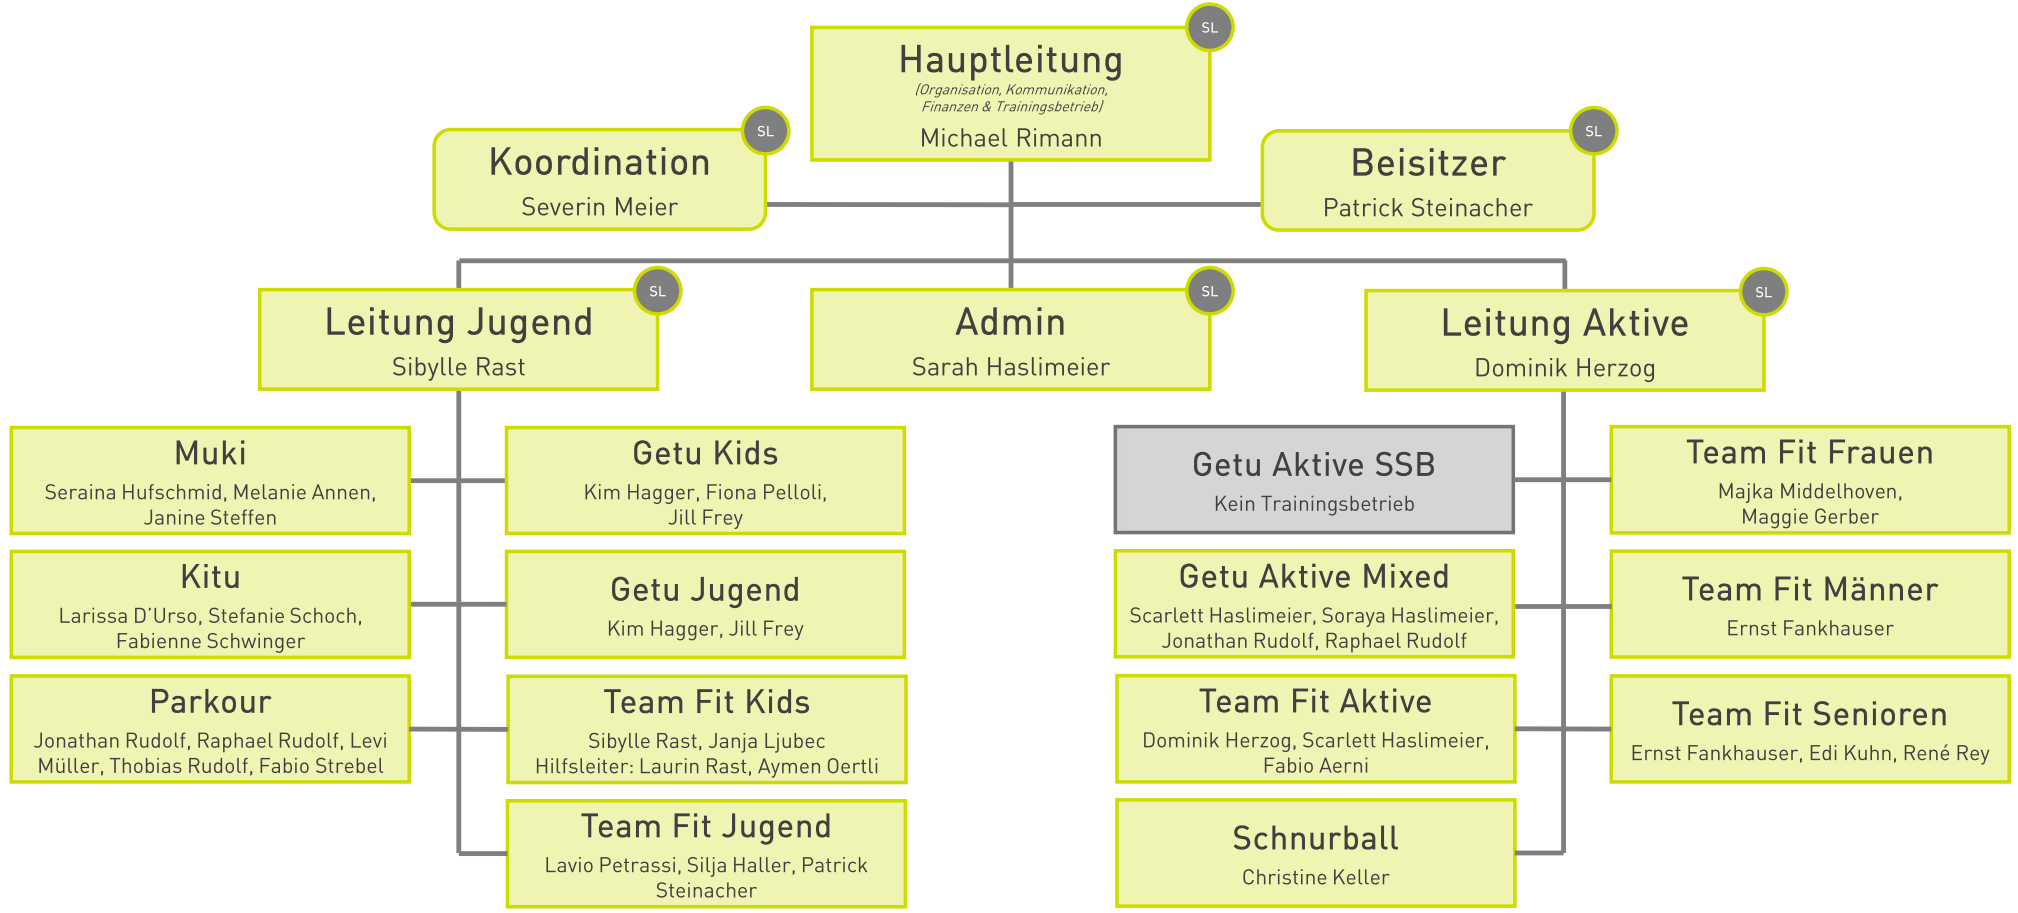 SL
Hauptleitung
(Organisation, Kommunikation,
Finanzen & Trainingsbetrieb)
Michael Rimann
SL
Koordination
Severin Meier
SL
Beisitzer
Patrick Steinacher
SL
Leitung Jugend
Sibylle Rast
SL
Admin
Sarah Haslimeier
SL
Leitung Aktive
Dominik Herzog
Muki
Seraina Hufschmid, Melanie Annen,
Janine Steffen
Getu Kids
Kim Hagger, Fiona Pelloli,
Jill Frey
Kitu
Larissa D’Urso, Stefanie Schoch,
Fabienne Schwinger
Getu Jugend
Kim Hagger, Jill Frey
Parkour
Jonathan Rudolf, Raphael Rudolf, Levi
Müller, Thobias Rudolf, Fabio Strebel
Team Fit Kids
Sibylle Rast, Janja Ljubec
Hilfsleiter: Laurin Rast, Aymen Oertli
Team Fit Jugend
Lavio Petrassi, Silja Haller, Patrick
Steinacher
Getu Aktive SSB
Kein Trainingsbetrieb
Team Fit Frauen
Majka Middelhoven,
Maggie Gerber
Getu Aktive Mixed
Scarlett Haslimeier, Soraya Haslimeier,
Jonathan Rudolf, Raphael Rudolf
Team Fit Männer
Ernst Fankhauser
Team Fit Aktive
Dominik Herzog, Scarlett Haslimeier,
Fabio Aerni
Team Fit Senioren
Ernst Fankhauser, Edi Kuhn, René Rey
Schnurball
Christine Keller